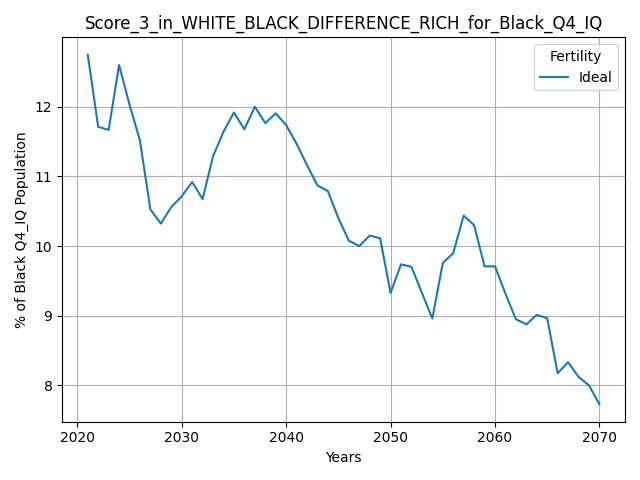 Score_3_in_WHITE_BLACK_DIFFERENCE_RICH_for_Black_Q4_IQ
Fertility
Ideal
% of Black Q4_IQ Population
12
11
10
9
8
2020 2030 2040 2050 2060 2070
Years